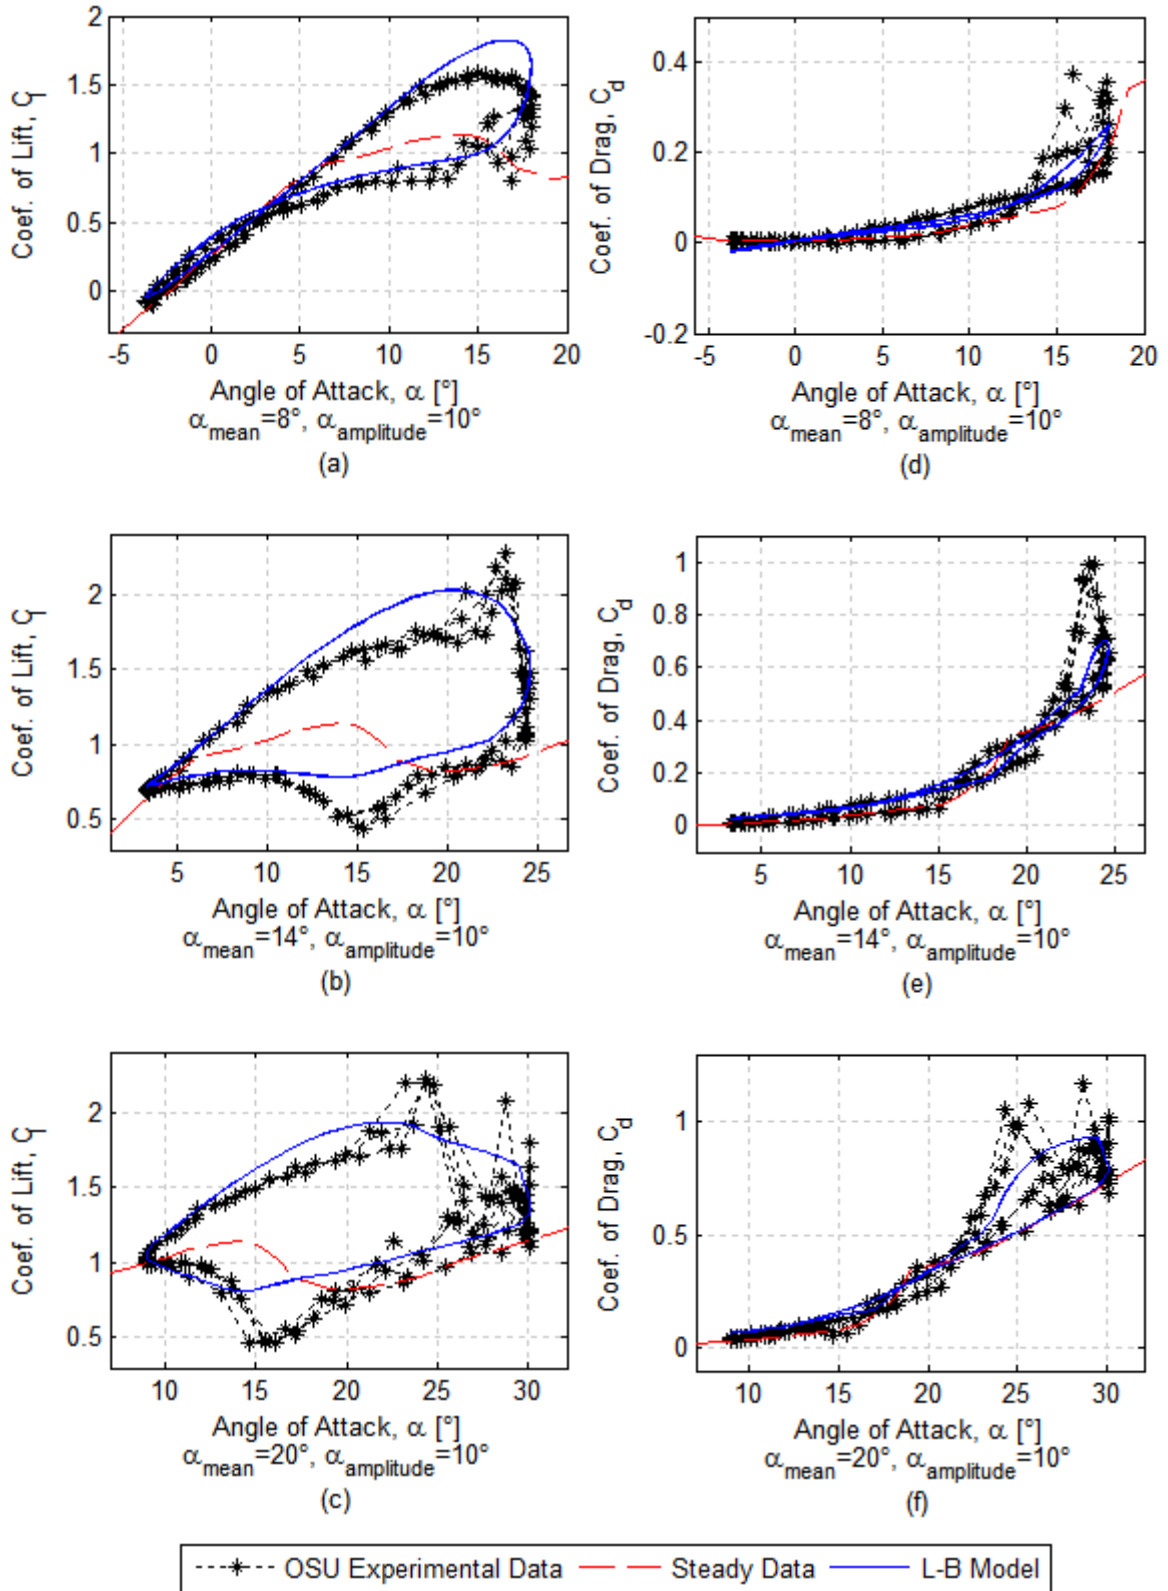 2
1.5
1
0.5
0
Coef. of Lift, Cl
-5 0 5 10 15 20
Angle of Attack, α [°]
αmean=8°, αamplitude=10°
(a)
0.4
0.2
0
-0.2
Coef. of Drag, Cd
-5 0 5 10 15 20
Angle of Attack, α [°]
αmean=8°, αamplitude=10°
(d)
2
1.5
1
0.5
Coef. of Lift, Cl
5 10 15 20 25
Angle of Attack, α [°]
αmean=14°, αamplitude=10°
(b)
1
0.8
0.6
0.4
0.2
0
Coef. of Drag, Cd
5 10 15 20 25
Angle of Attack, α [°]
αmean=14°, αamplitude=10°
(e)
2
1.5
1
0.5
Coef. of Lift, Cl
10 15 20 25 30
Angle of Attack, α [°]
αmean=20°, αamplitude=10°
(c)
1
0.5
0
Coef. of Drag, Cd
10 15 20 25 30
Angle of Attack, α [°]
αmean=20°, αamplitude=10°
(f)
OSU Experimental Data Steady Data L-B Model